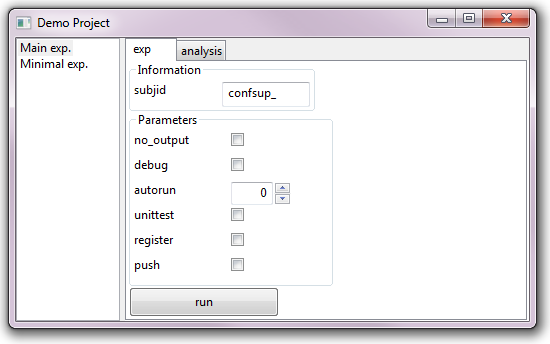 Demo Project
Main exp.
Minimal exp.
exp analysis
Information
subjid confsup_
Parameters
no_output
debug
autorun 0
unittest
register
push
run